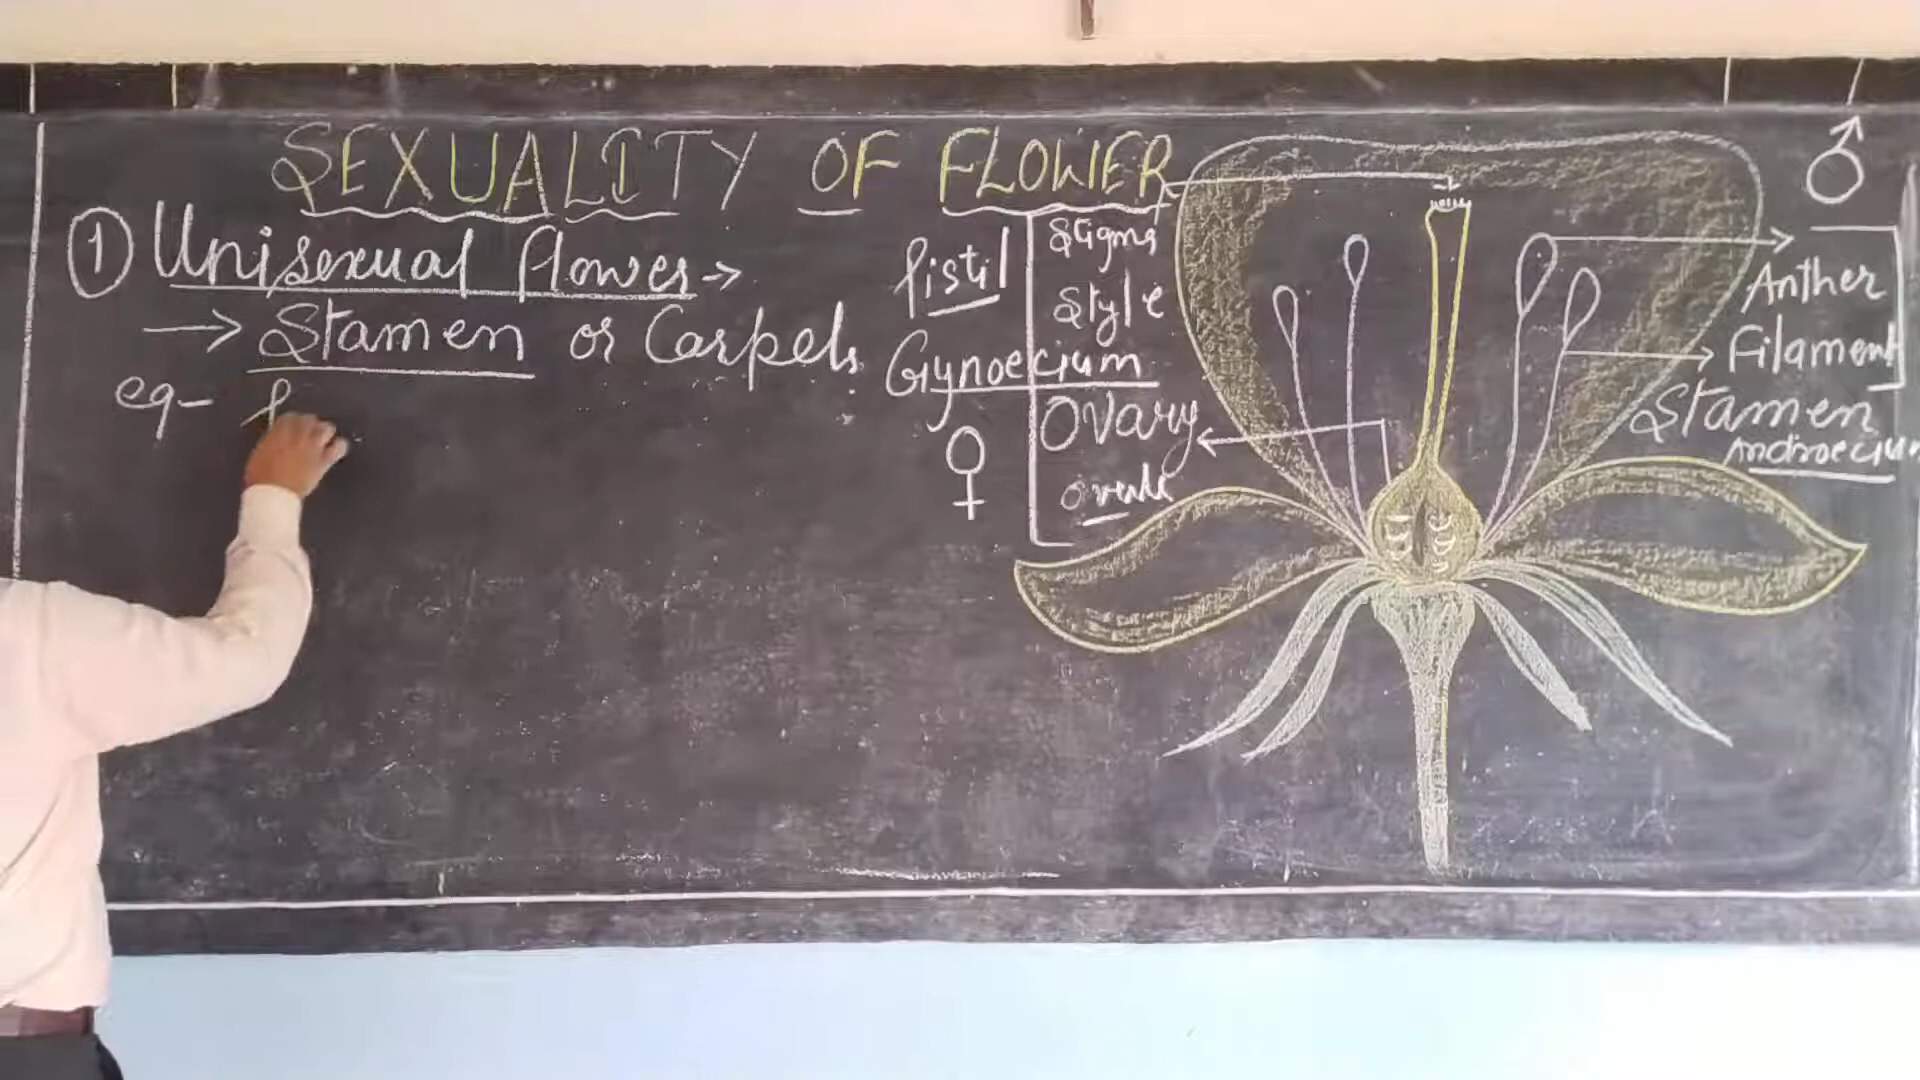 SEXUALITY OF FLOWER
① Unisexual flower →
→ Stamen or Carpels
eg-
Pistil
Gynoecium
♀
Stigma
Style
Ovary
Ovule
♂
Anther
Filament
Stamen
Androecium